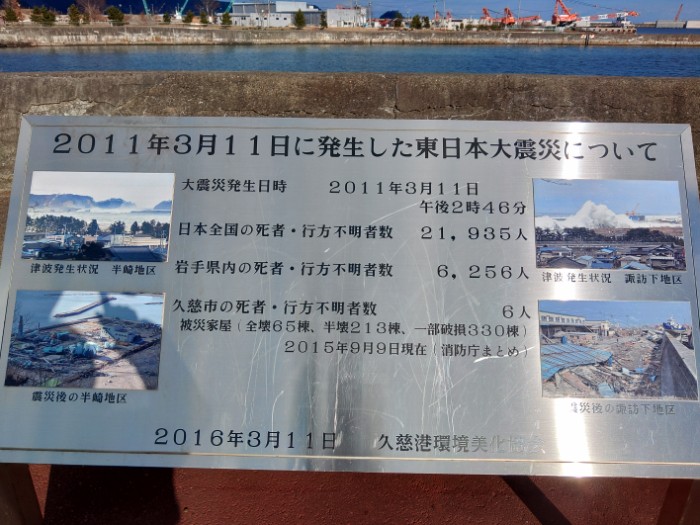 2011年3月11日に発生した東日本大震災について
大震災発生日時 2011年3月11日
午後2時46分
日本全国の死者・行方不明者数 21,935人
岩手県内の死者・行方不明者数 6,256人
久慈市の死者・行方不明者数 6人
被災家屋(全壊65棟、半壊213棟、一部破損330棟)
2015年9月9日現在(消防庁まとめ)
津波発生状況 半崎地区
震災後の半崎地区
津波発生状況 諏訪下地区
震災後の諏訪下地区
2016年3月11日 久慈港環境美化協会